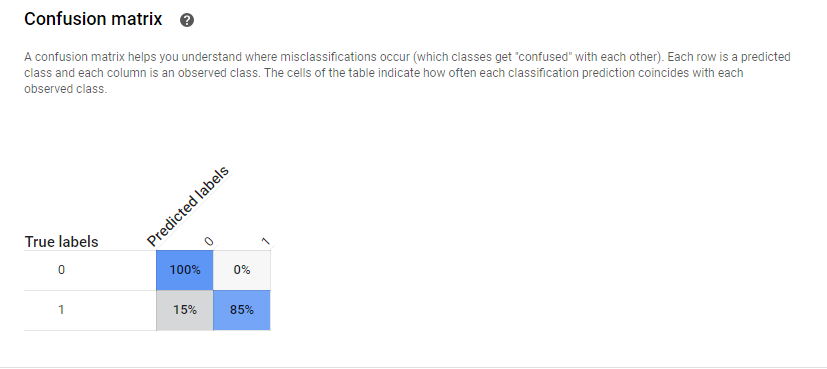 Confusion matrix ?
A confusion matrix helps you understand where misclassifications occur (which classes get "confused" with each other). Each row is a predicted
class and each column is an observed class. The cells of the table indicate how often each classification prediction coincides with each
observed class.
Predicted labels
True labels 0 1
0 100% 0%
1 15% 85%